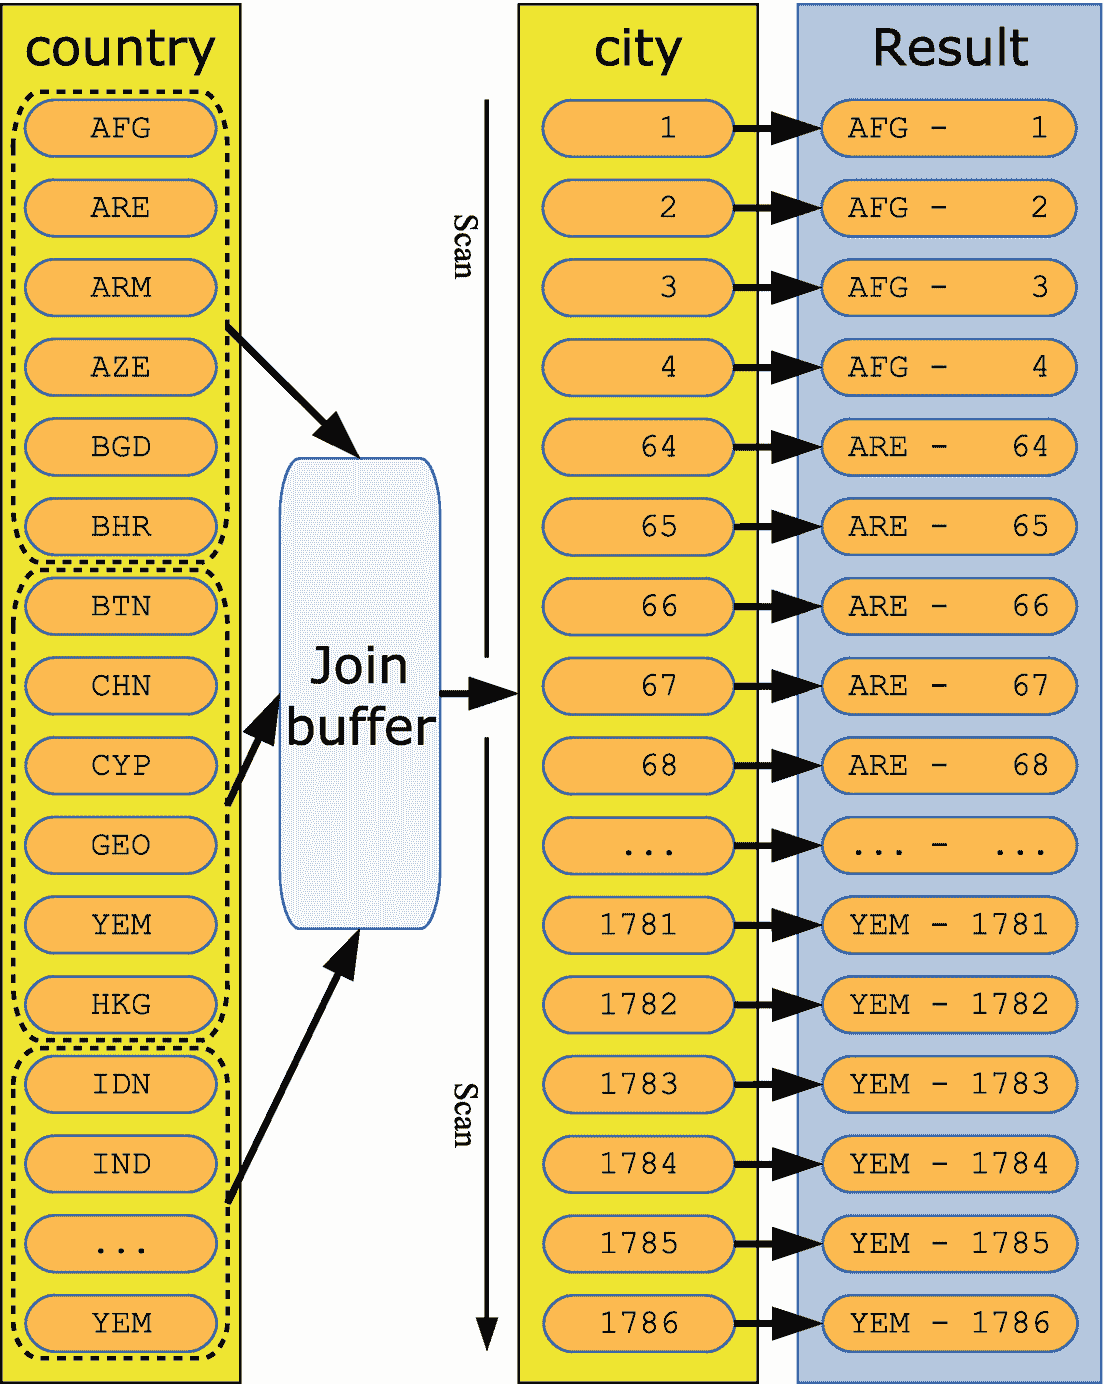 country
AFG
ARE
ARM
AZE
BGD
BHR
BTN
CHN
CYP
GEO
YEM
HKG
IDN
IND
...
YEM
Join
buffer
Scan
Scan
city
1
2
3
4
64
65
66
67
68
...
1781
1782
1783
1784
1785
1786
Result
AFG - 1
AFG - 2
AFG - 3
AFG - 4
ARE - 64
ARE - 65
ARE - 66
ARE - 67
ARE - 68
... - ...
YEM - 1781
YEM - 1782
YEM - 1783
YEM - 1784
YEM - 1785
YEM - 1786